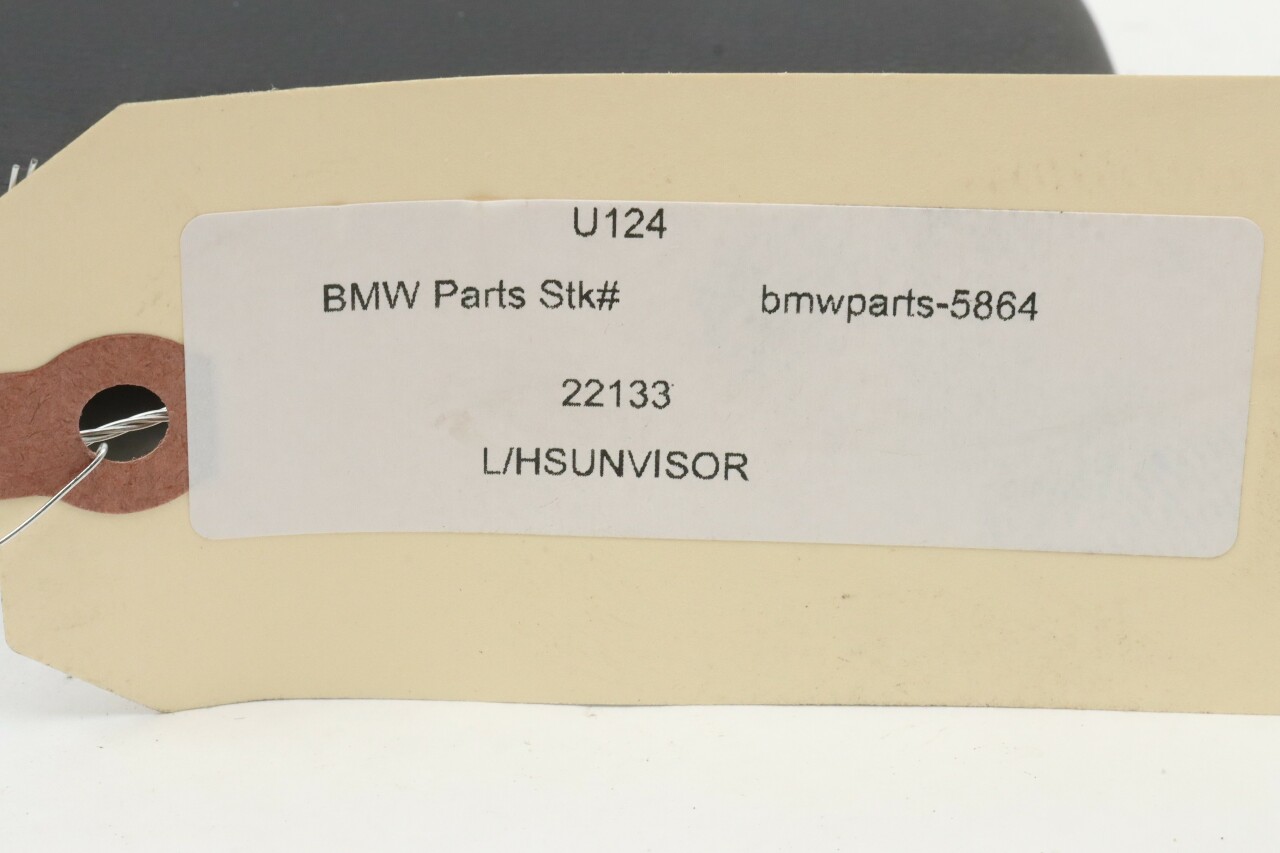 U124
BMW Parts Stk# bmwparts-5864
22133
L/HSUNVISOR